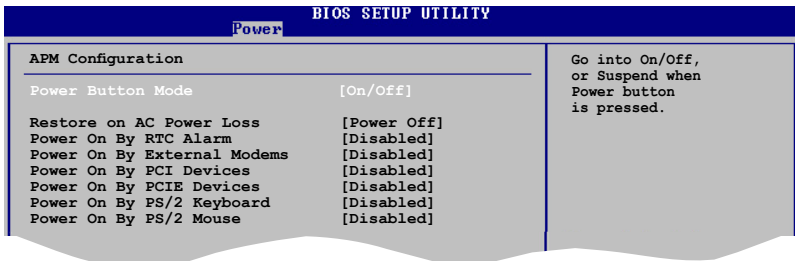 BIOS SETUP UTILITY
Power
APM Configuration
Power Button Mode [On/Off]
Restore on AC Power Loss [Power Off]
Power On By RTC Alarm [Disabled]
Power On By External Modems [Disabled]
Power On By PCI Devices [Disabled]
Power On By PCIE Devices [Disabled]
Power On By PS/2 Keyboard [Disabled]
Power On By PS/2 Mouse [Disabled]
Go into On/Off,
or Suspend when
Power button
is pressed.